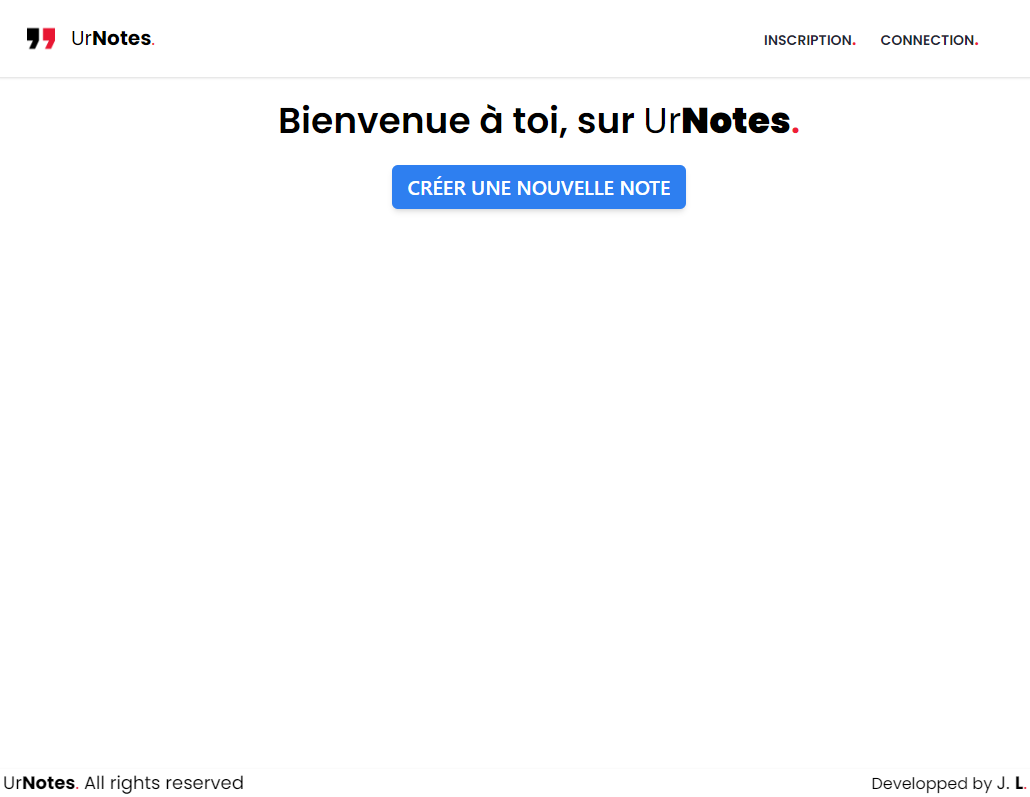 UrNotes.
INSCRIPTION. CONNECTION.
Bienvenue à toi, sur UrNotes.
CRÉER UNE NOUVELLE NOTE
UrNotes. All rights reserved
Developped by J. L.